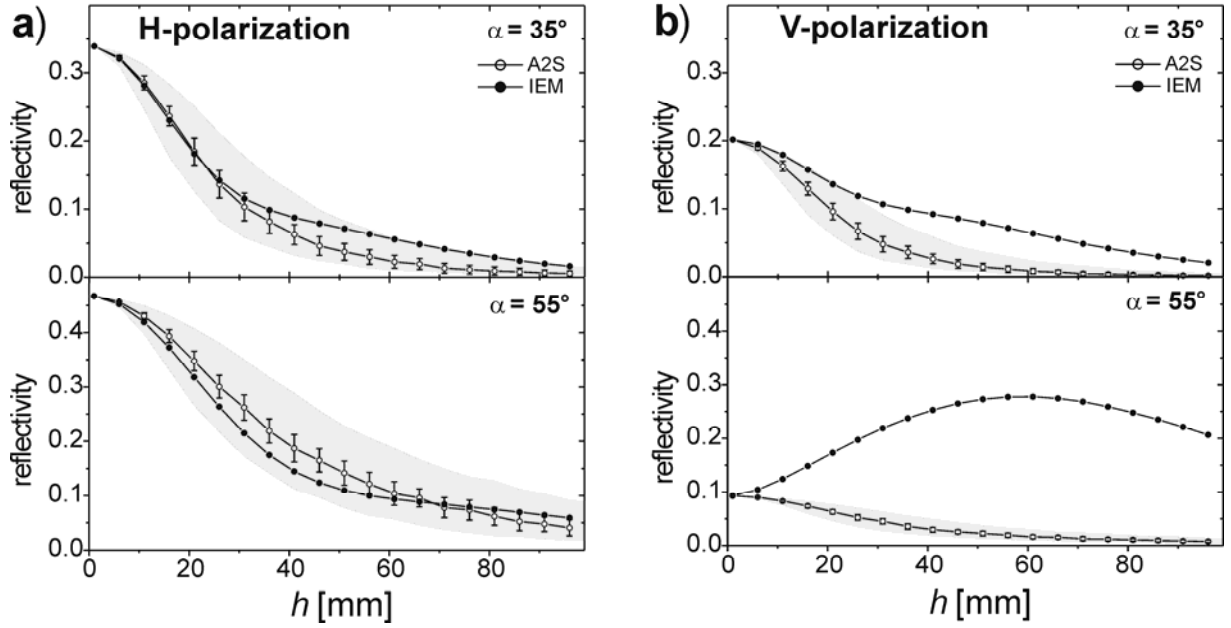 a) H-polarization
α = 35°
A2S
IEM
reflectivity
0.3
0.2
0.1
0.0
α = 55°
reflectivity
0.4
0.3
0.2
0.1
0.0
0 20 40 60 80
h [mm]
b) V-polarization
α = 35°
A2S
IEM
reflectivity
0.3
0.2
0.1
0.0
α = 55°
reflectivity
0.4
0.3
0.2
0.1
0.0
0 20 40 60 80
h [mm]